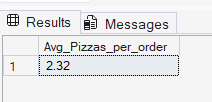 Results Messages
Avg_Pizzas_per_order
1 2.32